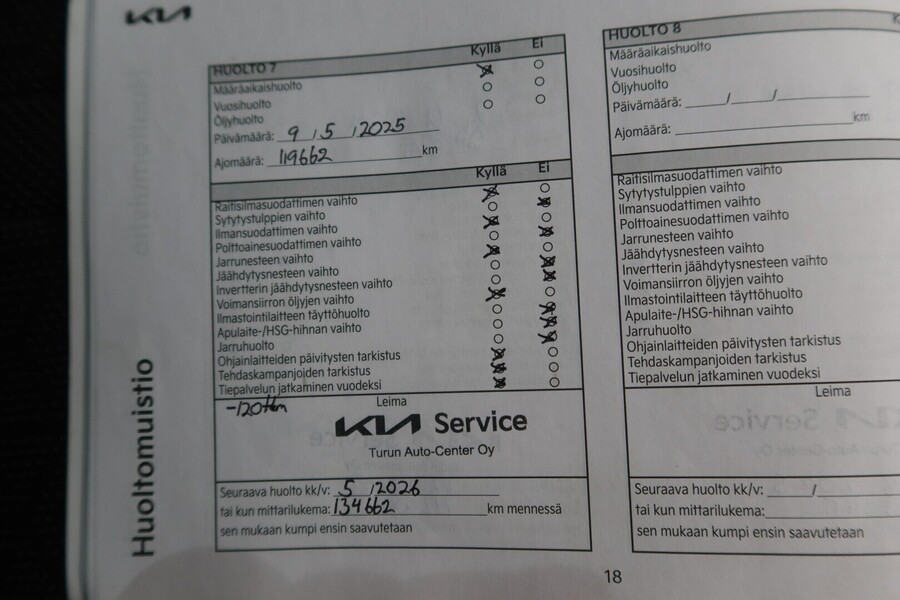 KIA
Huoltomuistio
HUOLTO 7
Kyllä Ei
Määräaikaishuolto
Vuosihuolto
Öljyhuolto
Päivämäärä: 9 / 5 / 2025
Ajomäärä: 119662 km
Kyllä Ei
Raitisilmasuodattimen vaihto
Sytytystulppien vaihto
Ilmansuodattimen vaihto
Polttoainesuodattimen vaihto
Jarrunesteen vaihto
Jäähdytysnesteen vaihto
Invertterin jäähdytysnesteen vaihto
Voimansiirron öljyjen vaihto
Ilmastointilaitteen täyttöhuolto
Apulaite-/HSG-hihnan vaihto
Jarruhuolto
Ohjainlaitteiden päivitysten tarkistus
Tehdaskampanjoiden tarkistus
Tiepalvelun jatkaminen vuodeksi
Leima
KIA Service
Turun Auto-Center Oy
Seuraava huolto kk/v: 5 / 2026
tai kun mittarilukema: 134662 km mennessä
sen mukaan kumpi ensin saavutetaan
HUOLTO 8
Määräaikaishuolto
Vuosihuolto
Öljyhuolto
Päivämäärä: / /
Ajomäärä: km
Raitisilmasuodattimen vaihto
Sytytystulppien vaihto
Ilmansuodattimen vaihto
Polttoainesuodattimen vaihto
Jarrunesteen vaihto
Jäähdytysnesteen vaihto
Invertterin jäähdytysnesteen vaihto
Voimansiirron öljyjen vaihto
Ilmastointilaitteen täyttöhuolto
Apulaite-/HSG-hihnan vaihto
Jarruhuolto
Ohjainlaitteiden päivitysten tarkistus
Tehdaskampanjoiden tarkistus
Tiepalvelun jatkaminen vuodeksi
Leima
Seuraava huolto kk/v: /
tai kun mittarilukema:
sen mukaan kumpi ensin saavutetaan
18